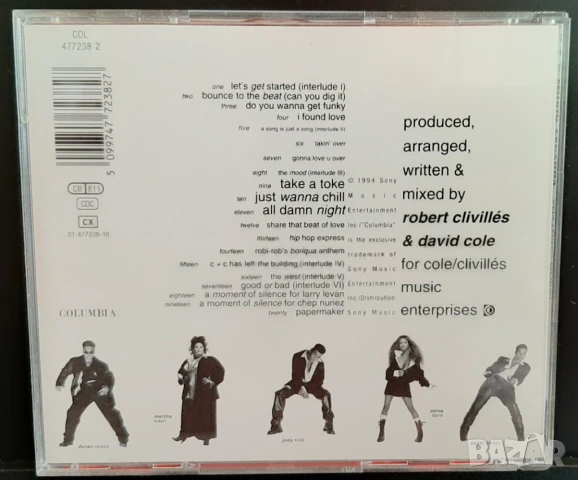 COL
477238 2
5 099747 723827
CB 811
CDC
CX
01-477238-10
COLUMBIA
one let's get started (interlude I)
two bounce to the beat (can you dig it)
three do you wanna get funky
four i found love
five a song is just a song (interlude II)
six takin' over
seven gonna love u over
eight the mood (interlude III)
nine take a toke
ten just wanna chill
eleven all damn night
twelve share that beat of love
thirteen hip hop express
fourteen robi-rob's boriqua anthem
fifteen c + c has left the building (interlude IV)
sixteen the west (interlude V)
seventeen good or bad (interlude VI)
eighteen a moment of silence for larry levan
nineteen a moment of silence for chep nunez
twenty papermaker
© 1994 Sony
Music
Entertainment
Inc./"Columbia"
is the exclusive
trademark of
Sony Music
Entertainment
Inc./Distribution
Sony Music
produced,
arranged,
written &
mixed by
robert clivillés
& david cole
for cole/clivillés
music
enterprises
martha
wash
zelma
davis
БАЗАР